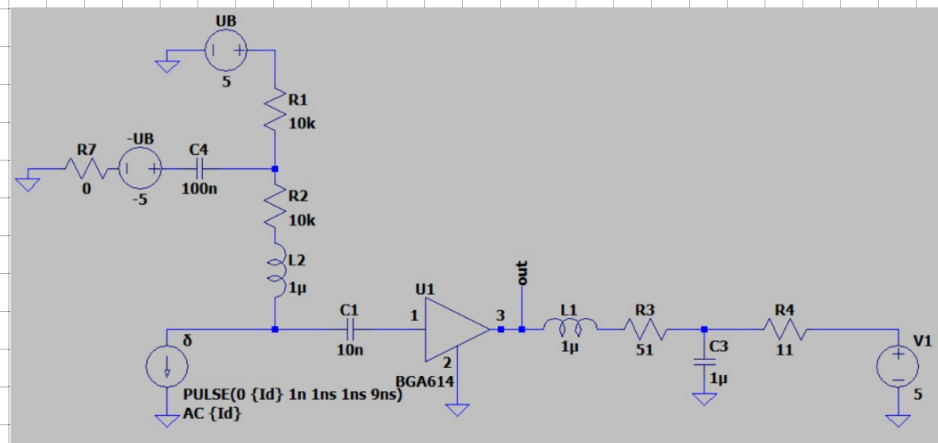 UB
5
R1
10k
-UB
R7
C4
0
-5
100n
R2
10k
L2
1µ
out
U1
C1
1
3
L1
R3
R4
10n
1µ
51
11
δ
2
C3
V1
BGA614
1µ
5
PULSE(0 {Id} 1n 1ns 1ns 9ns)
AC {Id}